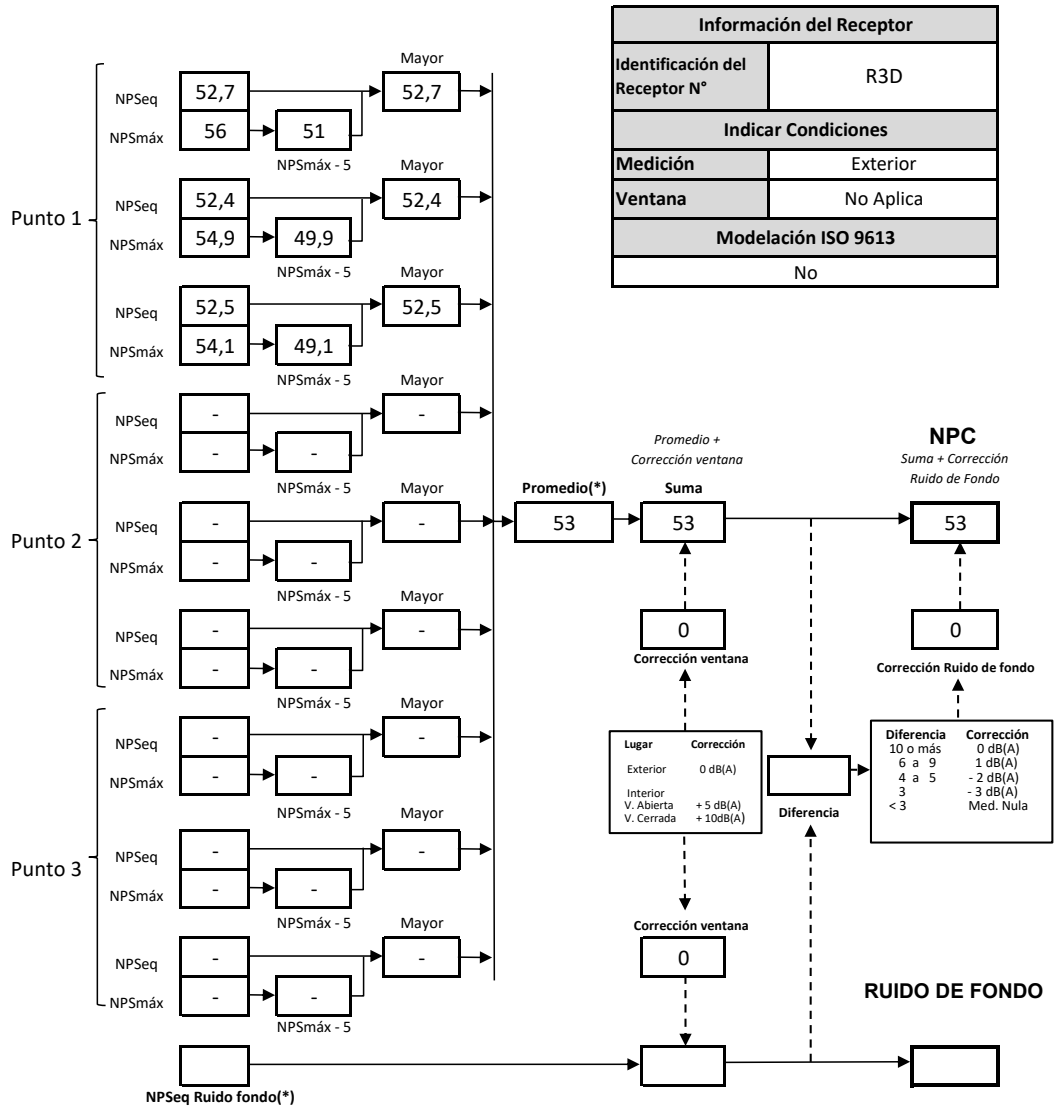 Información del Receptor
Identificación del
Receptor N°
R3D
Indicar Condiciones
Medición Exterior
Ventana No Aplica
Modelación ISO 9613
No
Punto 1
Mayor
NPSeq 52,7 52,7
NPSmáx 56 51
NPSmáx - 5
Mayor
NPSeq 52,4 52,4
NPSmáx 54,9 49,9
NPSmáx - 5
Mayor
NPSeq 52,5 52,5
NPSmáx 54,1 49,1
NPSmáx - 5
Punto 2
Mayor
NPSeq - -
NPSmáx - -
NPSmáx - 5
Mayor
NPSeq - -
NPSmáx - -
NPSmáx - 5
Mayor
NPSeq - -
NPSmáx - -
NPSmáx - 5
Punto 3
Mayor
NPSeq - -
NPSmáx - -
NPSmáx - 5
Mayor
NPSeq - -
NPSmáx - -
NPSmáx - 5
Mayor
NPSeq - -
NPSmáx - -
NPSmáx - 5
NPSeq Ruido fondo(*)
Promedio(*)
53
Promedio +
Corrección ventana
Suma
53
0
Corrección ventana
Lugar Corrección
Exterior 0 dB(A)
Interior
V. Abierta + 5 dB(A)
V. Cerrada + 10dB(A)
Corrección ventana
0
Diferencia
NPC
Suma + Corrección
Ruido de Fondo
53
0
Corrección Ruido de fondo
Diferencia Corrección
10 o más 0 dB(A)
6 a 9 1 dB(A)
4 a 5 - 2 dB(A)
3 - 3 dB(A)
< 3 Med. Nula
RUIDO DE FONDO